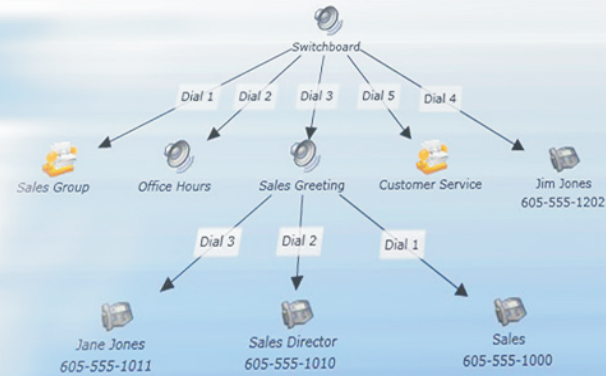 Switchboard
Dial 1
Dial 2
Dial 3
Dial 5
Dial 4
Sales Group
Office Hours
Sales Greeting
Customer Service
Jim Jones
605-555-1202
Dial 3
Dial 2
Dial 1
Jane Jones
605-555-1011
Sales Director
605-555-1010
Sales
605-555-1000